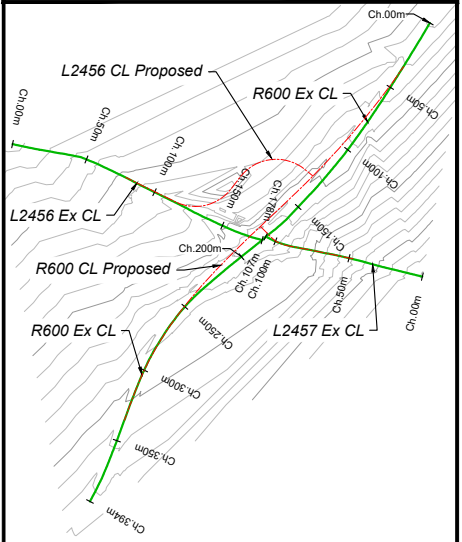 Ch.00m
L2456 CL Proposed
R600 Ex CL
Ch.00m
Ch.50m
Ch.50m
Ch.100m
Ch.100m
Ch.150m
Ch.178m
L2456 Ex CL
Ch.150m
Ch.200m
R600 CL Proposed
Ch.107m
Ch.100m
Ch.50m
Ch.00m
R600 Ex CL
Ch.250m
L2457 Ex CL
Ch.300m
Ch.350m
Ch.394m